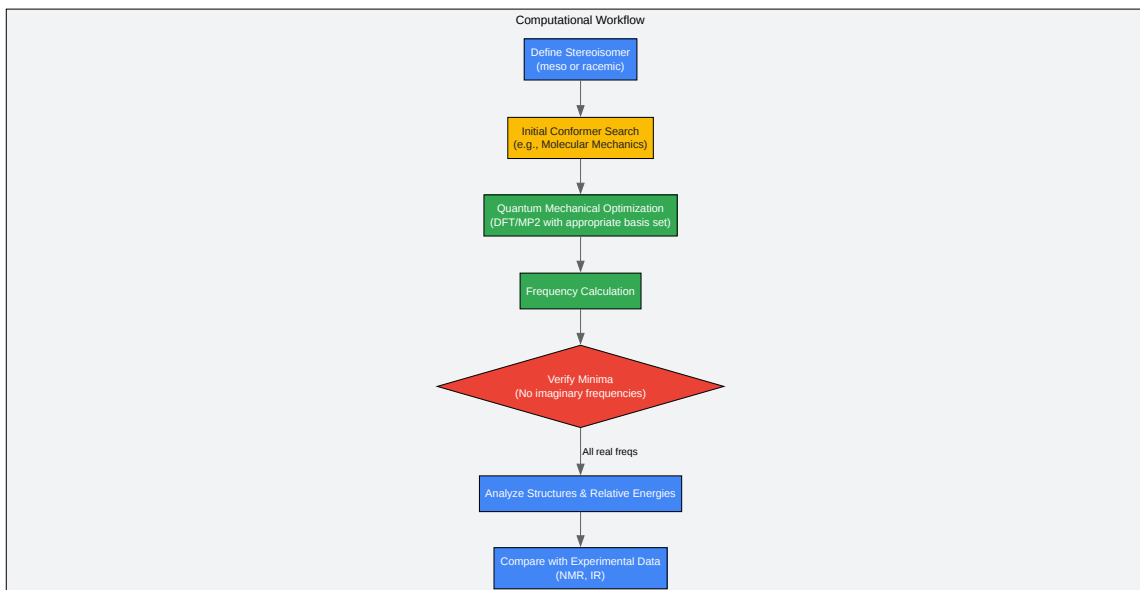 Computational Workflow
Define Stereoisomer
(meso or racemic)
Initial Conformer Search
(e.g., Molecular Mechanics)
Quantum Mechanical Optimization
(DFT/MP2 with appropriate basis set)
Frequency Calculation
Verify Minima
(No imaginary frequencies)
All real freqs
Analyze Structures & Relative Energies
Compare with Experimental Data
(NMR, IR)